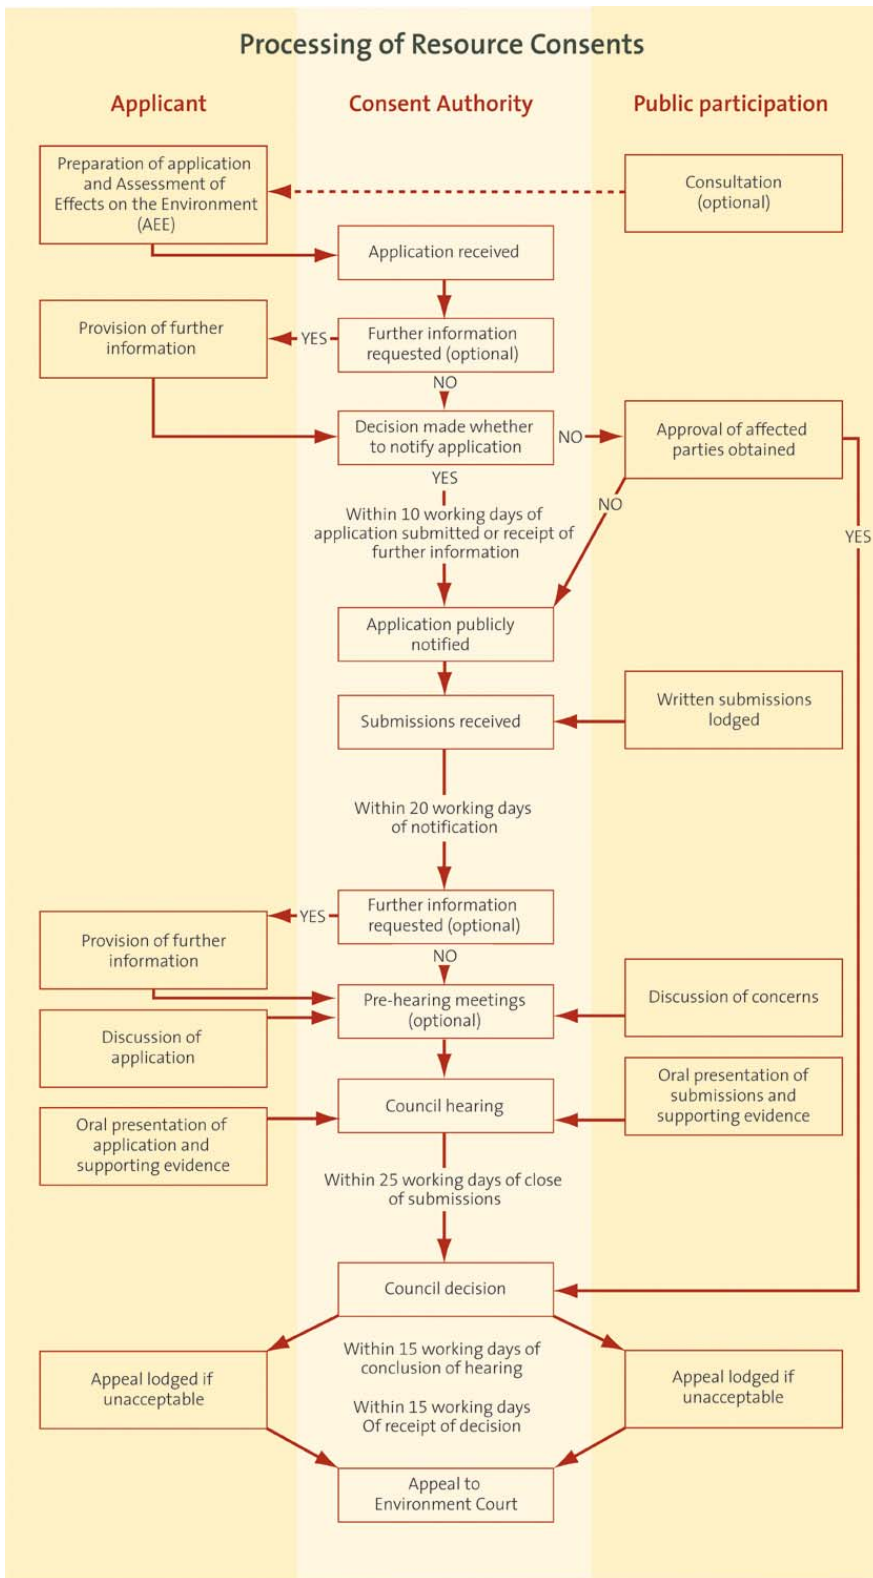 Processing of Resource Consents
Applicant
Consent Authority
Public participation
Preparation of application
and Assessment of
Effects on the Environment
(AEE)
Consultation
(optional)
Application received
Provision of further
information
YES
Further information
requested (optional)
NO
Decision made whether
to notify application
NO
Approval of affected
parties obtained
YES
NO
YES
Within 10 working days of
application submitted or receipt of
further information
Application publicly
notified
Submissions received
Written submissions
lodged
Within 20 working days
of notification
Further information
requested (optional)
YES
Provision of further
information
NO
Pre-hearing meetings
(optional)
Discussion of concerns
Discussion of
application
Council hearing
Oral presentation of
submissions and
supporting evidence
Oral presentation of
application and
supporting evidence
Within 25 working days of close
of submissions
Council decision
Within 15 working days of
conclusion of hearing
Appeal lodged if
unacceptable
Appeal lodged if
unacceptable
Within 15 working days
Of receipt of decision
Appeal to
Environment Court